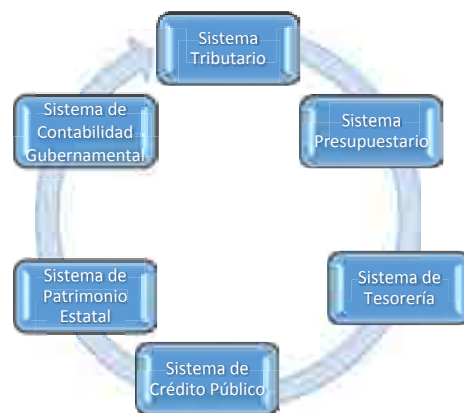 Sistema
Tributario
Sistema
Presupuestario
Sistema de
Tesorería
Sistema de
Crédito Público
Sistema de
Patrimonio
Estatal
Sistema de
Contabilidad
Gubernamental